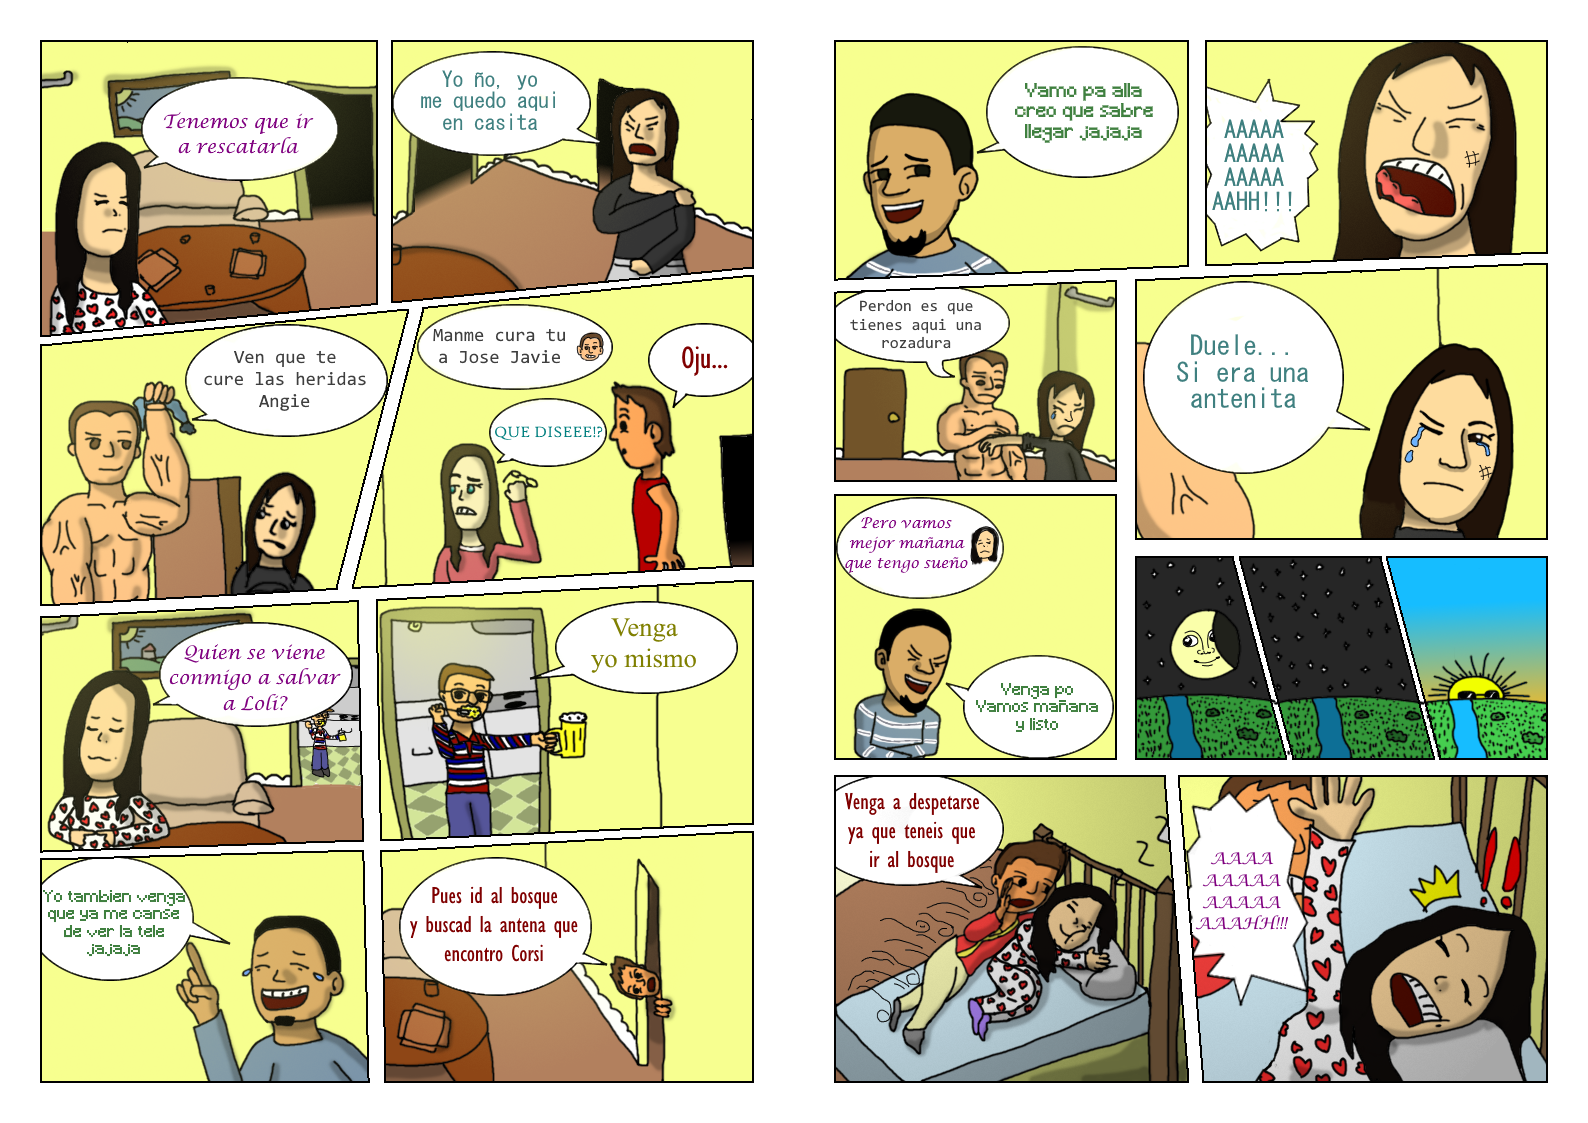 Tenemos que ir
a rescatarla
Yo ño, yo
me quedo aqui
en casita
Ven que te
cure las heridas
Angie
Manme cura tu
a Jose Javie
Oju...
QUE DISEEE!?
Quien se viene
conmigo a salvar
a Loli?
Venga
yo mismo
Yo tambien venga
que ya me canse
de ver la tele
jajaja
Pues id al bosque
y buscad la antena que
encontro Corsi
Vamo pa alla
creo que sabre
llegar jajaja
AAAAA
AAAAA
AAAAA
AAHH!!!
Perdon es que
tienes aqui una
rozadura
Duele...
Si era una
antenita
Pero vamos
mejor mañana
que tengo sueño
Venga po
Vamos mañana
y listo
Venga a despetarse
ya que teneis que
ir al bosque
Z
Z
AAAA
AAAAA
AAAAA
AAAHH!!!